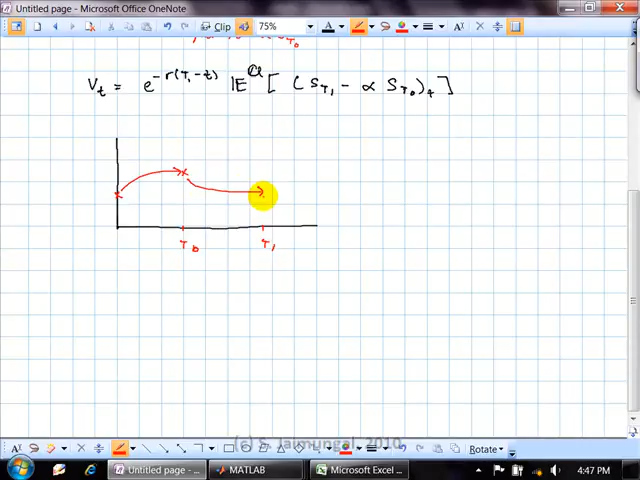 Untitled page - Microsoft Office OneNote
Clip 75%
V_t = e^{-r(T_1-t)} 𝔼^ℚ [ (S_{T_1} - α S_{T_0})_+ ]
T_0 T_1
(c) S. Jaimungal, 2010
Rotate
Untitled page - ... MATLAB Microsoft Excel ... 4:47 PM